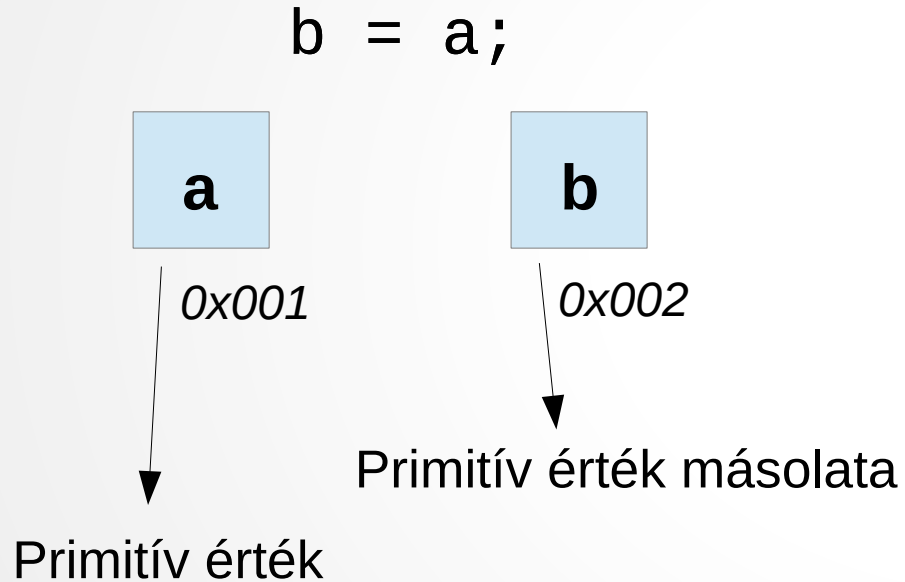 b = a;
a
b
0x001
0x002
Primitív érték másolata
Primitív érték